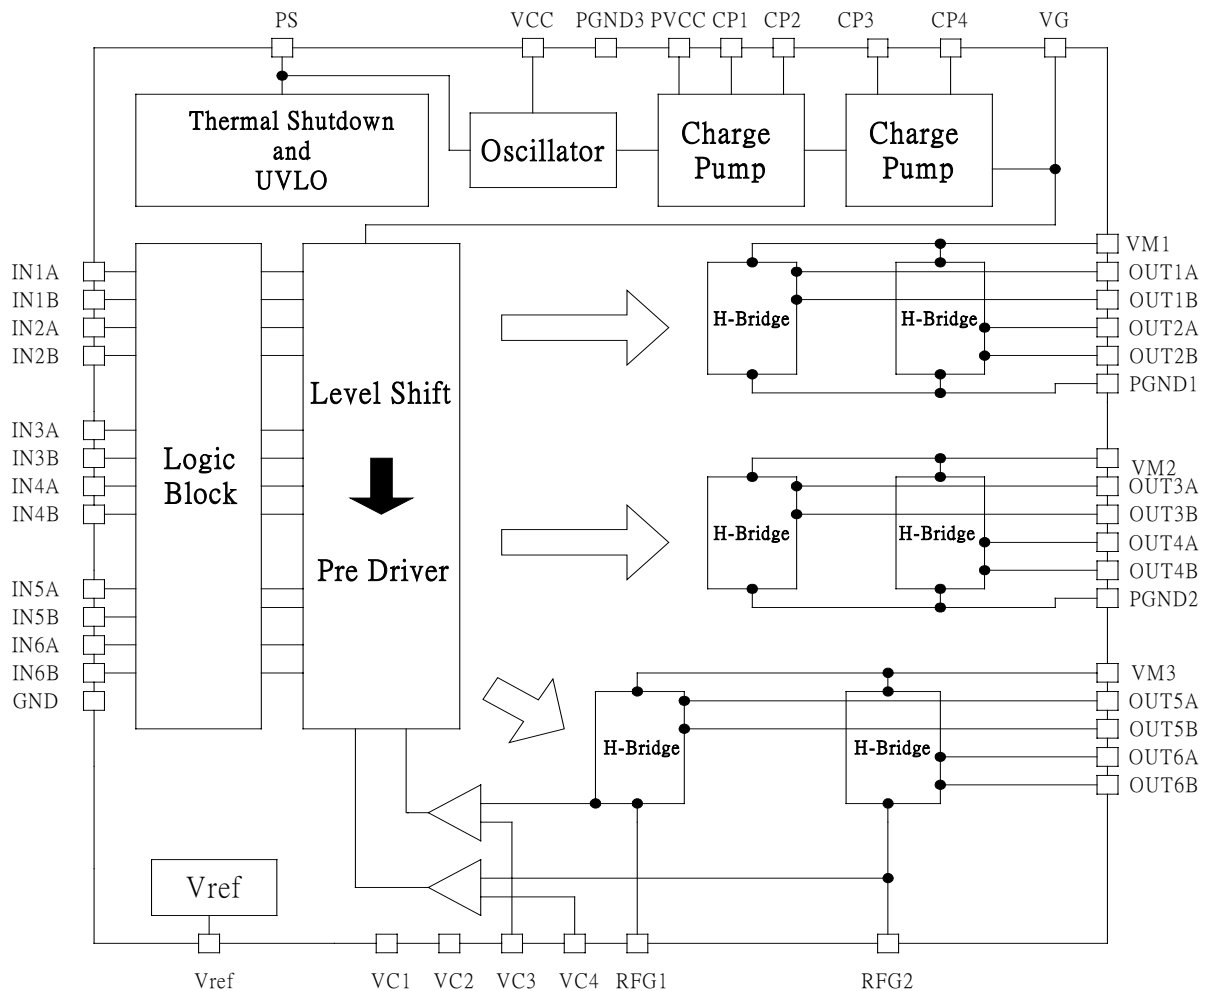 PS
VCC
PGND3
PVCC
CP1
CP2
CP3
CP4
VG
Thermal Shutdown
and
UVLO
Oscillator
Charge
Pump
Charge
Pump
IN1A
IN1B
IN2A
IN2B
IN3A
IN3B
IN4A
IN4B
IN5A
IN5B
IN6A
IN6B
GND
Logic
Block
Level Shift
Pre Driver
H-Bridge
H-Bridge
VM1
OUT1A
OUT1B
OUT2A
OUT2B
PGND1
H-Bridge
H-Bridge
VM2
OUT3A
OUT3B
OUT4A
OUT4B
PGND2
H-Bridge
H-Bridge
VM3
OUT5A
OUT5B
OUT6A
OUT6B
Vref
Vref
VC1
VC2
VC3
VC4
RFG1
RFG2